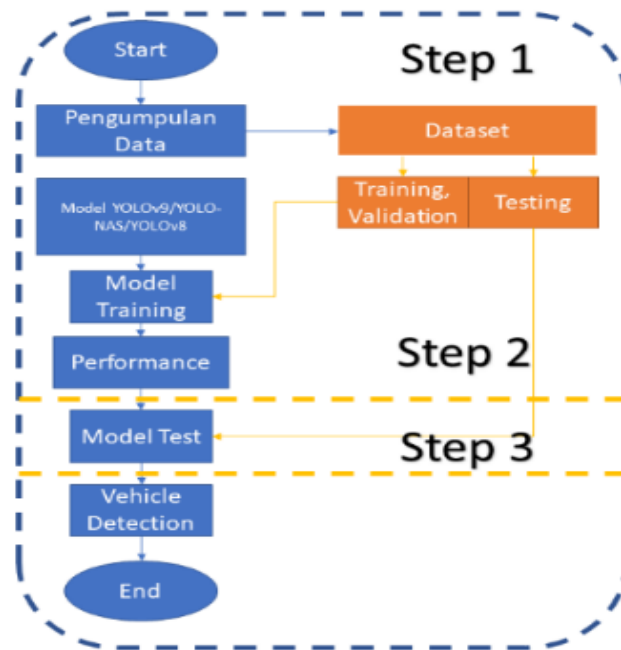 Start
Step 1
Pengumpulan
Data
Dataset
Training,
Validation
Testing
Model YOLOv9/YOLO-
NAS/YOLOv8
Model
Training
Performance
Step 2
Model Test
Step 3
Vehicle
Detection
End